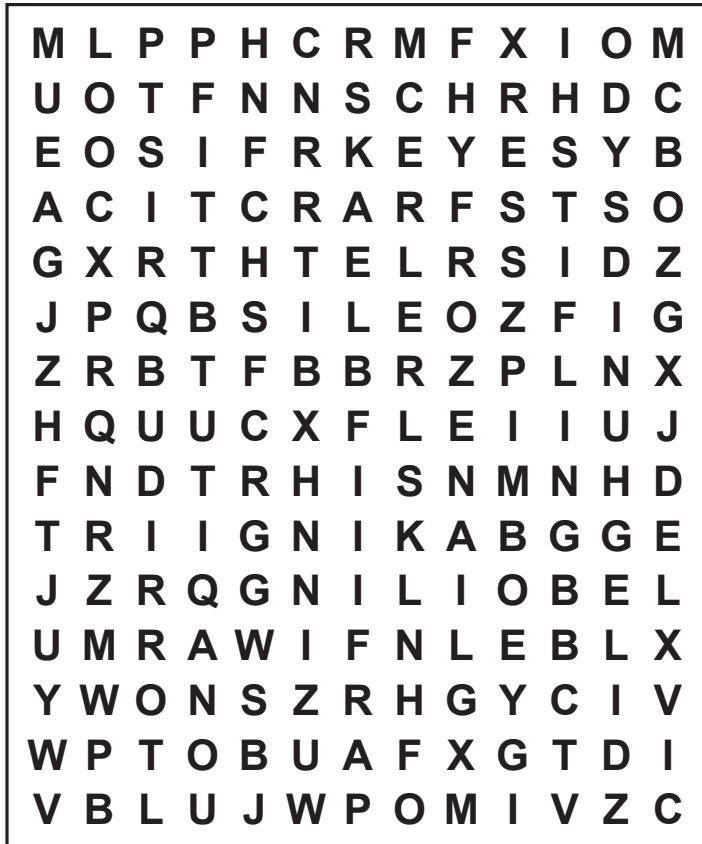 M L P P H C R M F X I O M
U O T F N N S C H R H D C
E O S I F R K E Y E S Y B
A C I T C R A R F S T S O
G X R T H T E L R S I D Z
J P Q B S I L E O Z F I G
Z R B T F B B R Z P L N X
H Q U U C X F L E I I U J
F N D T R H I S N M N H D
T R I I G N I K A B G G E
J Z R Q G N I L I O B E L
U M R A W I F N L E B L X
Y W O N S Z R H G Y C I V
W P T O B U A F X G T D I
V B L U J W P O M I V Z C